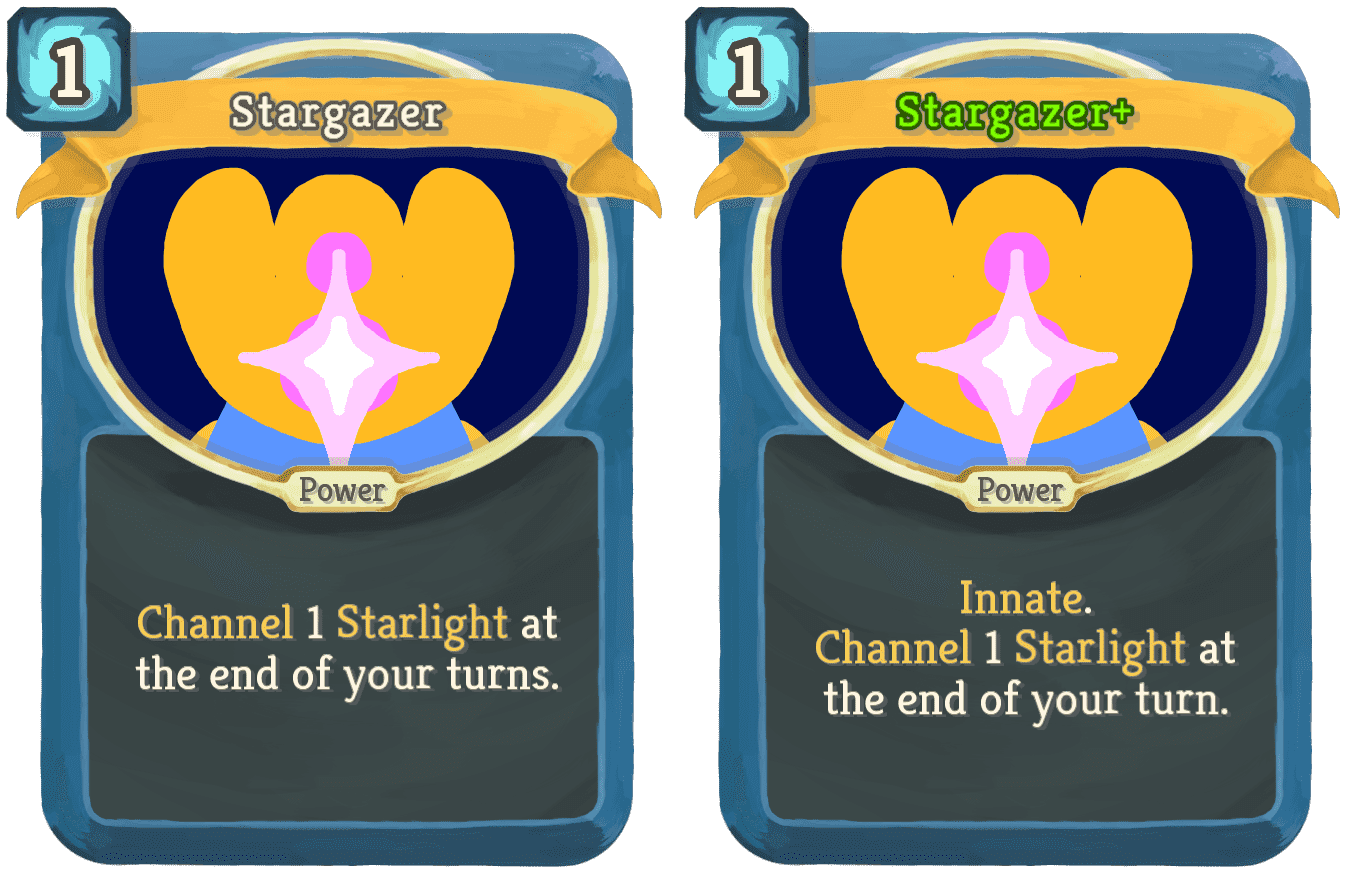 1
Stargazer
Power
Channel 1 Starlight at
the end of your turns.
1
Stargazer+
Power
Innate.
Channel 1 Starlight at
the end of your turn.